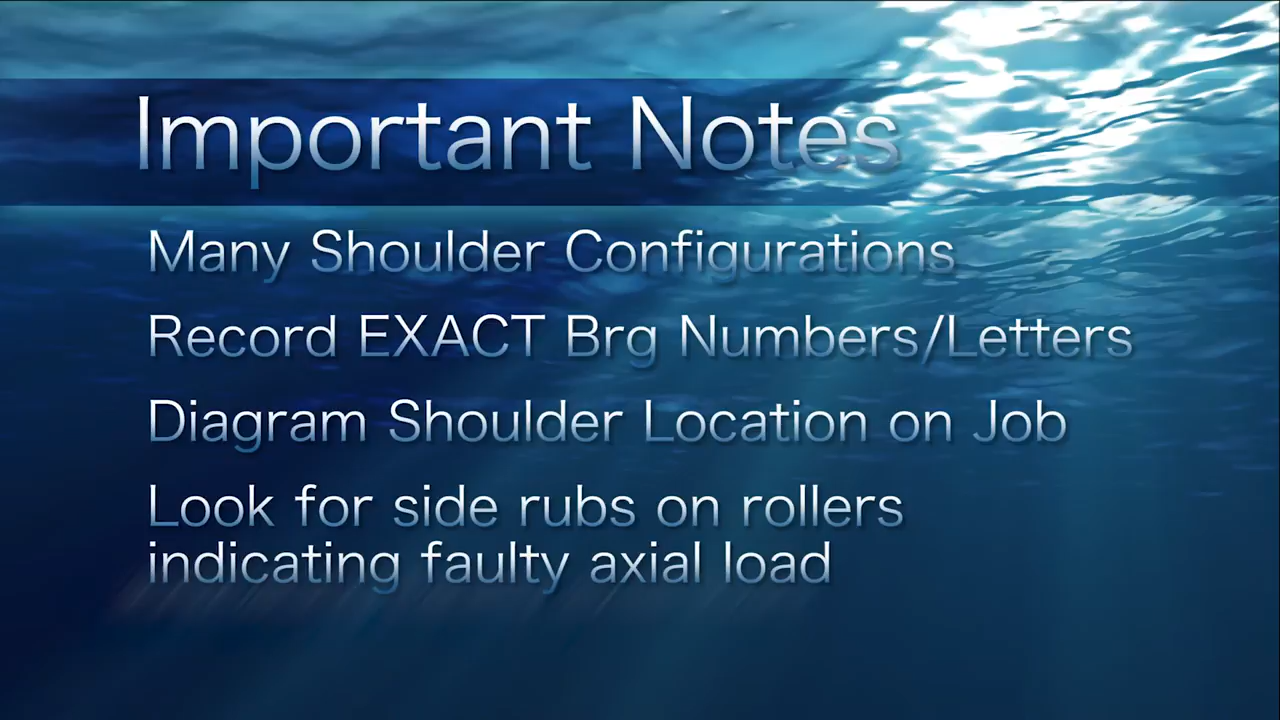 Important Notes
Many Shoulder Configurations
Record EXACT Brg Numbers/Letters
Diagram Shoulder Location on Job
Look for side rubs on rollers
indicating faulty axial load